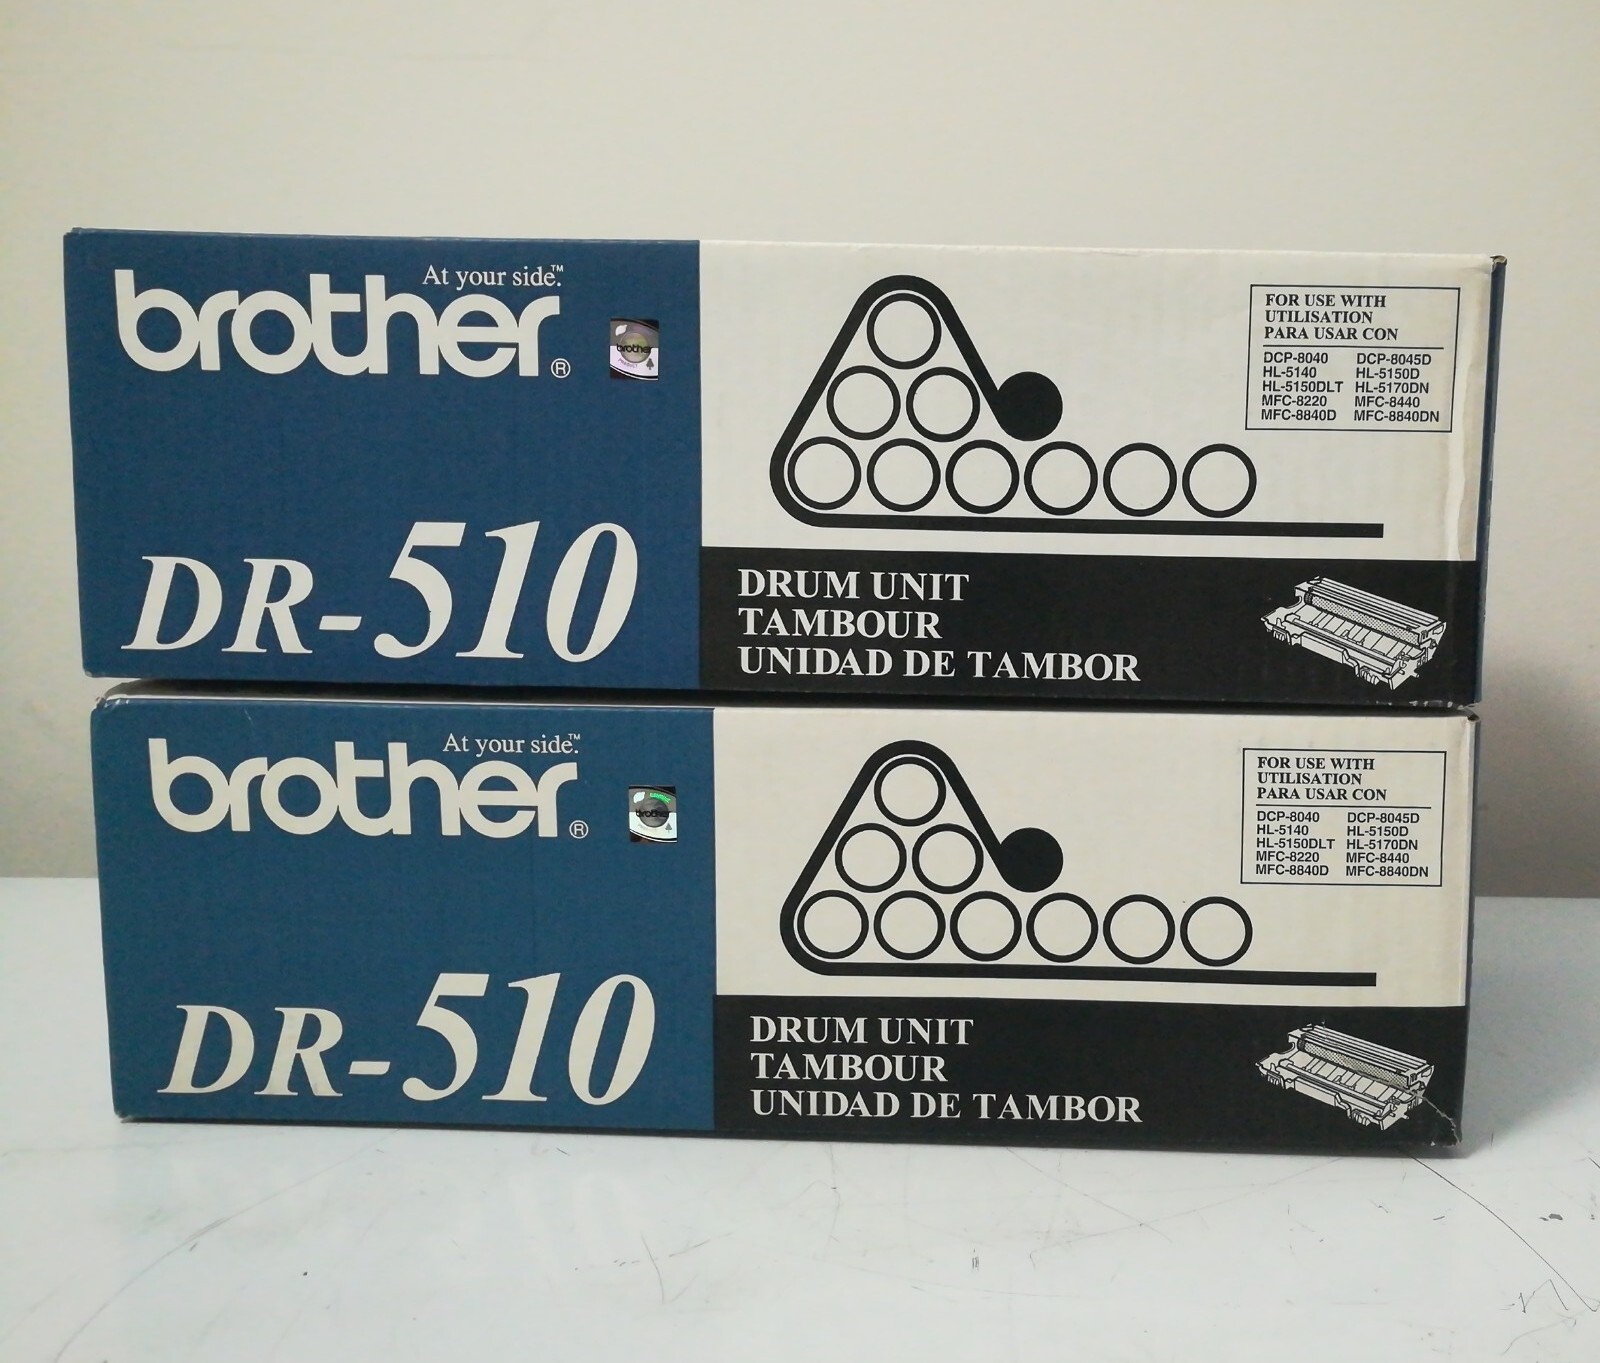 At your side.™
brother®
brother
PRODUCT
DR-510
FOR USE WITH
UTILISATION
PARA USAR CON
DCP-8040 DCP-8045D
HL-5140 HL-5150D
HL-5150DLT HL-5170DN
MFC-8220 MFC-8440
MFC-8840D MFC-8840DN
DRUM UNIT
TAMBOUR
UNIDAD DE TAMBOR
At your side.™
brother®
brother
DR-510
FOR USE WITH
UTILISATION
PARA USAR CON
DCP-8040 DCP-8045D
HL-5140 HL-5150D
HL-5150DLT HL-5170DN
MFC-8220 MFC-8440
MFC-8840D MFC-8840DN
DRUM UNIT
TAMBOUR
UNIDAD DE TAMBOR